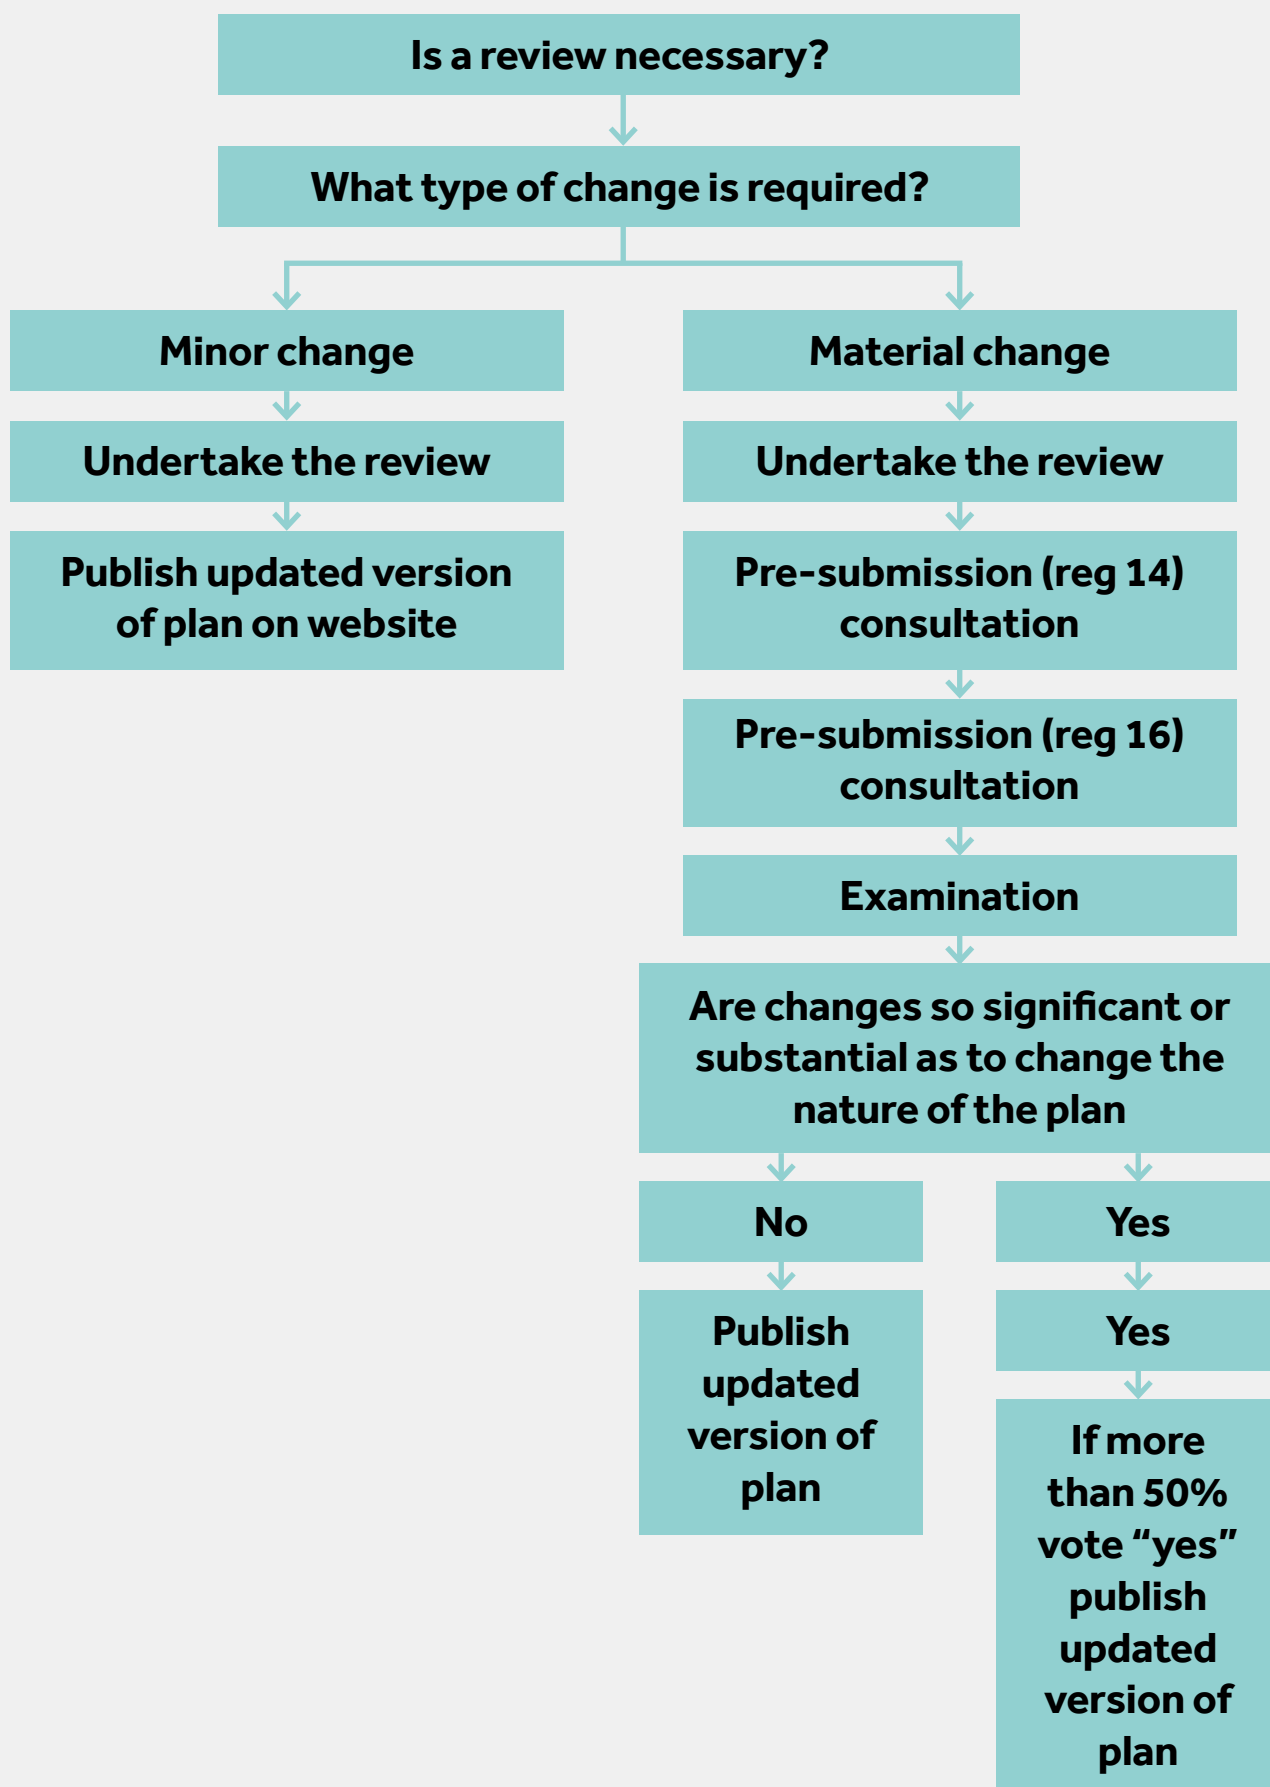 Is a review necessary?
What type of change is required?
Minor change
Undertake the review
Publish updated version
of plan on website
Material change
Undertake the review
Pre-submission (reg 14)
consultation
Pre-submission (reg 16)
consultation
Examination
Are changes so significant or
substantial as to change the
nature of the plan
No
Publish
updated
version of
plan
Yes
Yes
If more
than 50%
vote “yes”
publish
updated
version of
plan